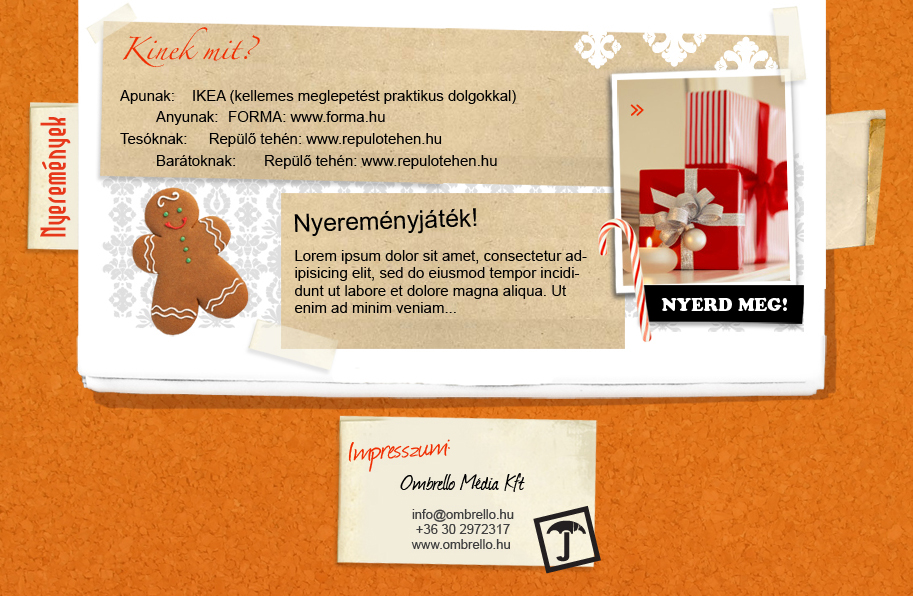 Kinek mit?
Apunak: IKEA (kellemes meglepetést praktikus dolgokkal)
Anyunak: FORMA: www.forma.hu
Tesóknak: Repülő tehén: www.repulotehen.hu
Barátoknak: Repülő tehén: www.repulotehen.hu
Nyeremények
»
Nyereményjáték!
Lorem ipsum dolor sit amet, consectetur ad-
ipisicing elit, sed do eiusmod tempor incidi-
dunt ut labore et dolore magna aliqua. Ut
enim ad minim veniam...
NYERD MEG!
Impresszum:
Ombrello Média Kft
info@ombrello.hu
+36 30 2972317
www.ombrello.hu